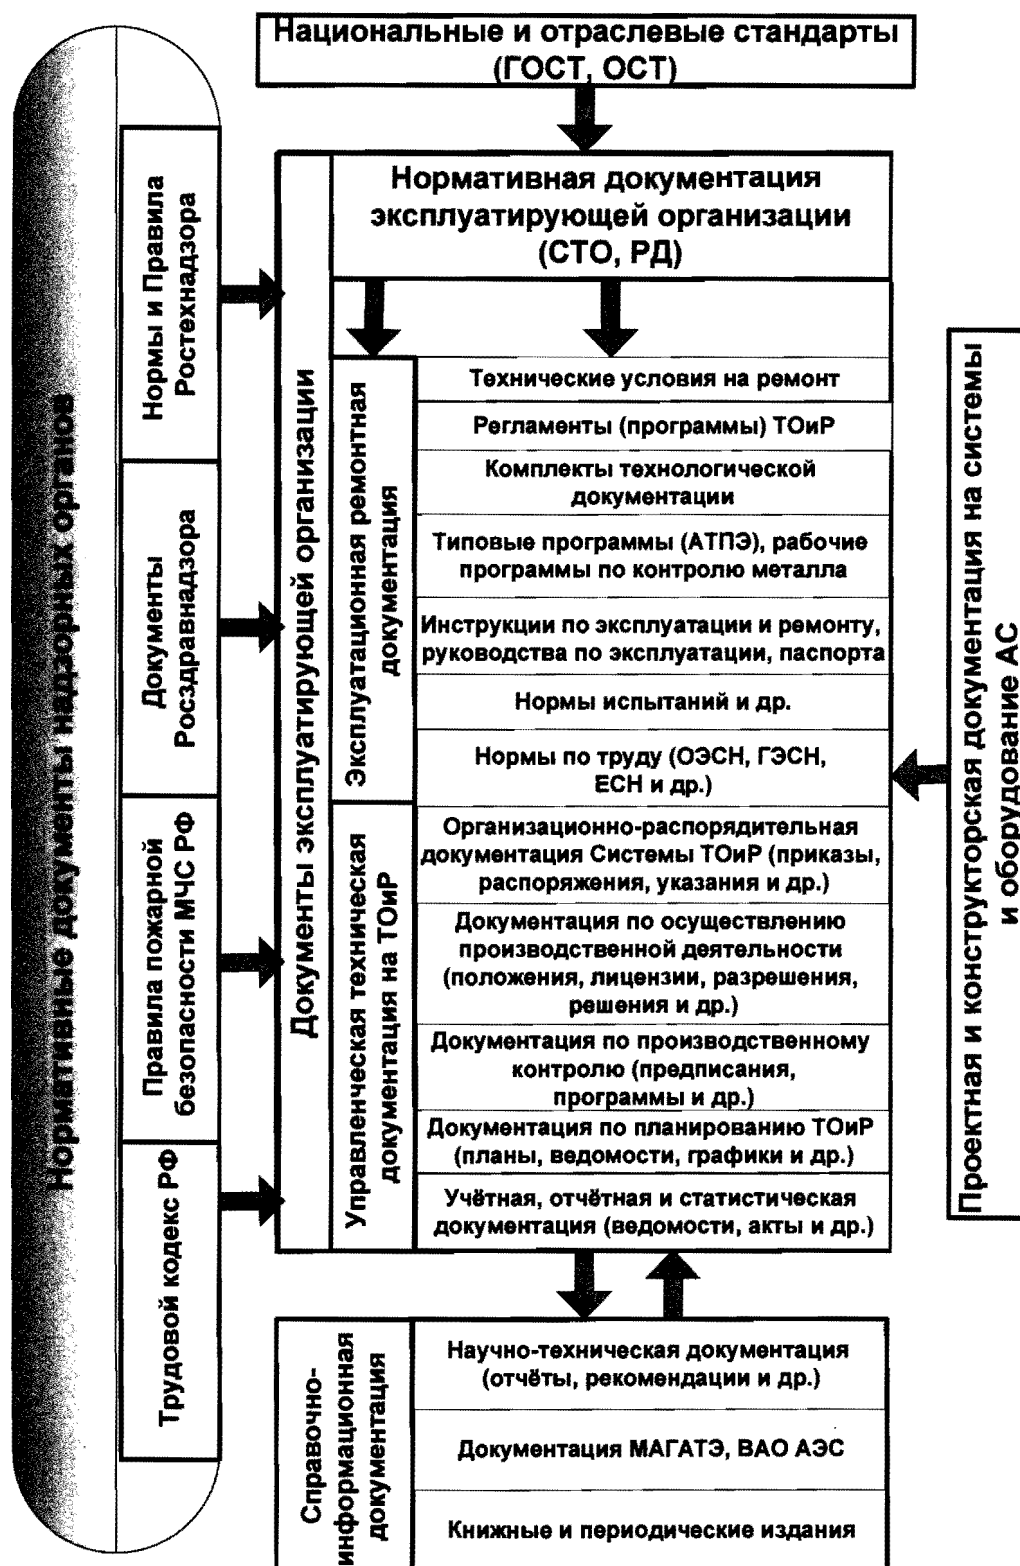 Национальные и отраслевые стандарты
(ГОСТ, ОСТ)
Нормативные документы надзорных органов
Нормы и Правила
Ростехнадзора
Документы
Росздравнадзора
Правила пожарной
безопасности МЧС РФ
Трудовой кодекс РФ
Документы эксплуатирующей организации
Нормативная документация
эксплуатирующей организации
(СТО, РД)
Эксплуатационная ремонтная
документация
Технические условия на ремонт
Регламенты (программы) ТОиР
Комплекты технологической
документации
Типовые программы (АТПЭ), рабочие
программы по контролю металла
Инструкции по эксплуатации и ремонту,
руководства по эксплуатации, паспорта
Нормы испытаний и др.
Нормы по труду (ОЭСН, ГЭСН,
ЕСН и др.)
Управленческая техническая
документация на ТОиР
Организационно-распорядительная
документация Системы ТОиР (приказы,
распоряжения, указания и др.)
Документация по осуществлению
производственной деятельности
(положения, лицензии, разрешения,
решения и др.)
Документация по производственному
контролю (предписания,
программы и др.)
Документация по планированию ТОиР
(планы, ведомости, графики и др.)
Учётная, отчётная и статистическая
документация (ведомости, акты и др.)
Проектная и конструкторская документация на системы
и оборудование АС
Справочно-
информационная
документация
Научно-техническая документация
(отчёты, рекомендации и др.)
Документация МАГАТЭ, ВАО АЭС
Книжные и периодические издания